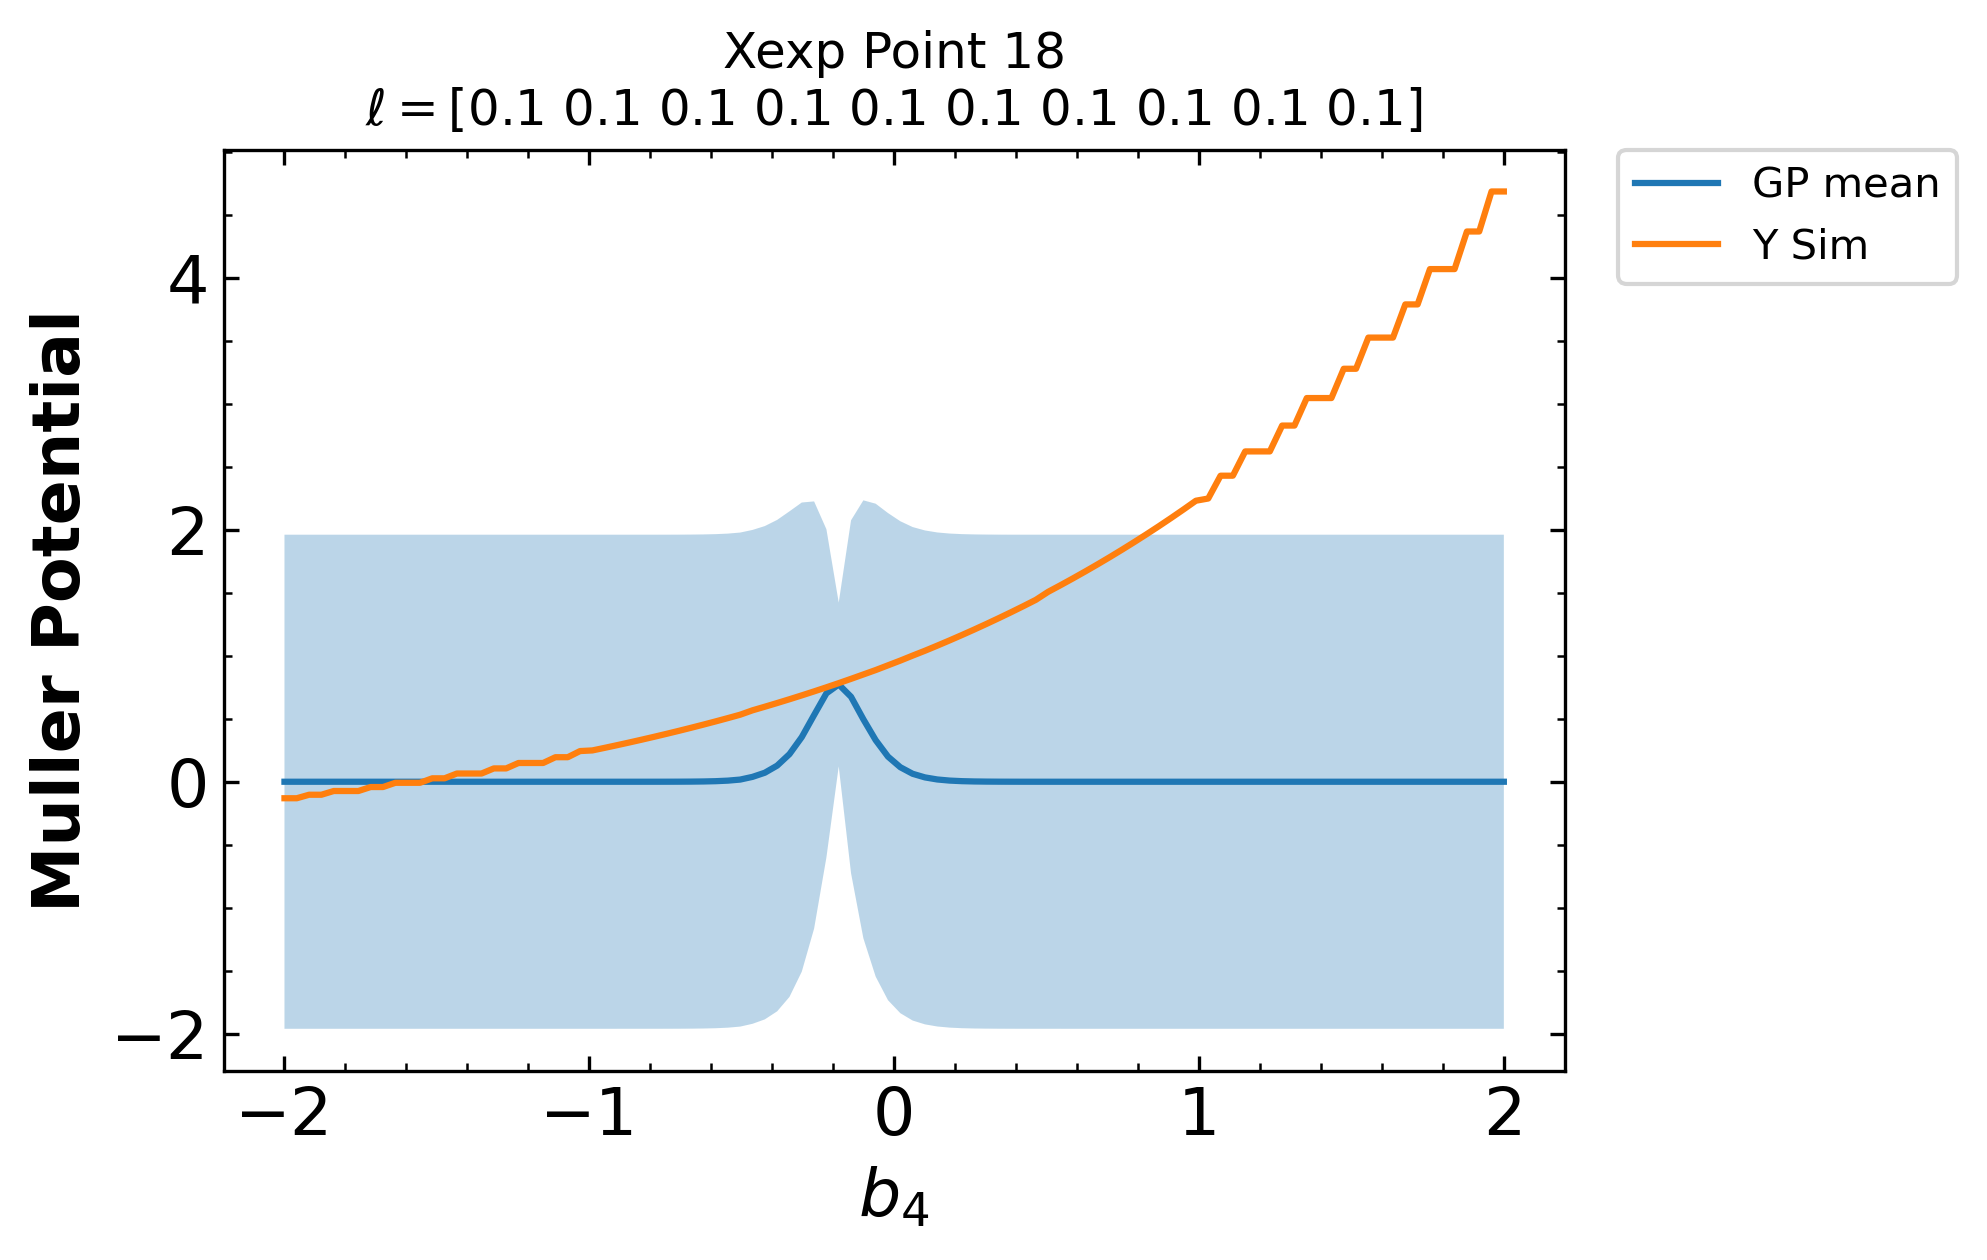 Xexp Point 18
ℓ = [0.1 0.1 0.1 0.1 0.1 0.1 0.1 0.1 0.1 0.1]
GP mean
Y Sim
Muller Potential
4
2
0
−2
−2 −1 0 1 2
b₄